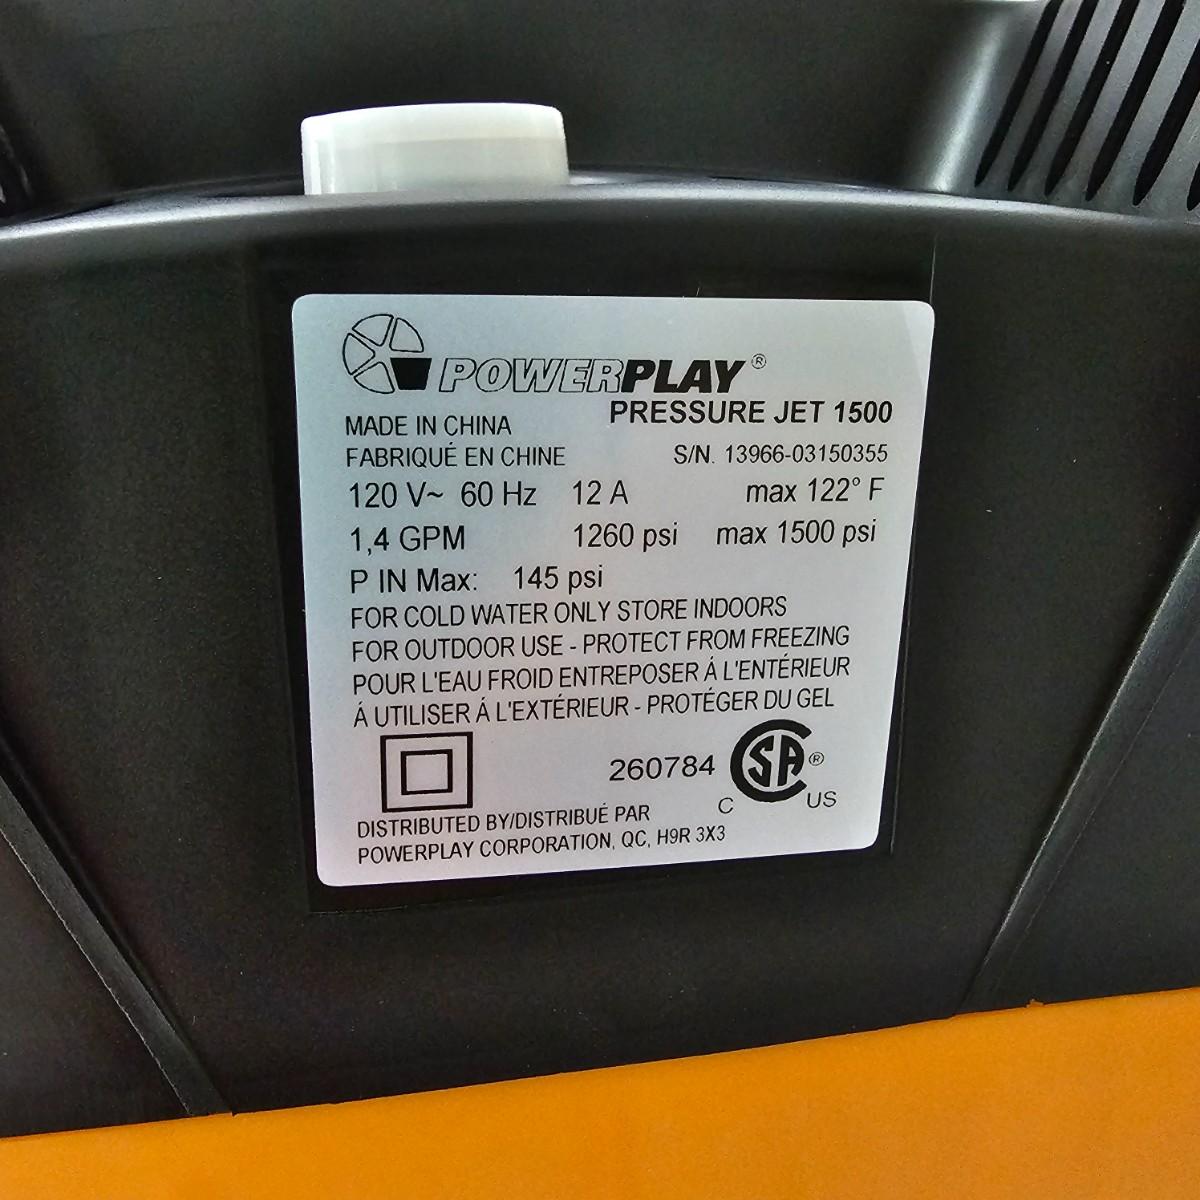 POWERPLAY®
PRESSURE JET 1500
MADE IN CHINA
FABRIQUÉ EN CHINE S/N. 13966-03150355
120 V~ 60 Hz 12 A max 122° F
1,4 GPM 1260 psi max 1500 psi
P IN Max: 145 psi
FOR COLD WATER ONLY STORE INDOORS
FOR OUTDOOR USE - PROTECT FROM FREEZING
POUR L'EAU FROID ENTREPOSER Á L'ENTÉRIEUR
Á UTILISER Á L'EXTÉRIEUR - PROTÉGER DU GEL
260784 SA®
C US
DISTRIBUTED BY/DISTRIBUÉ PAR
POWERPLAY CORPORATION, QC, H9R 3X3